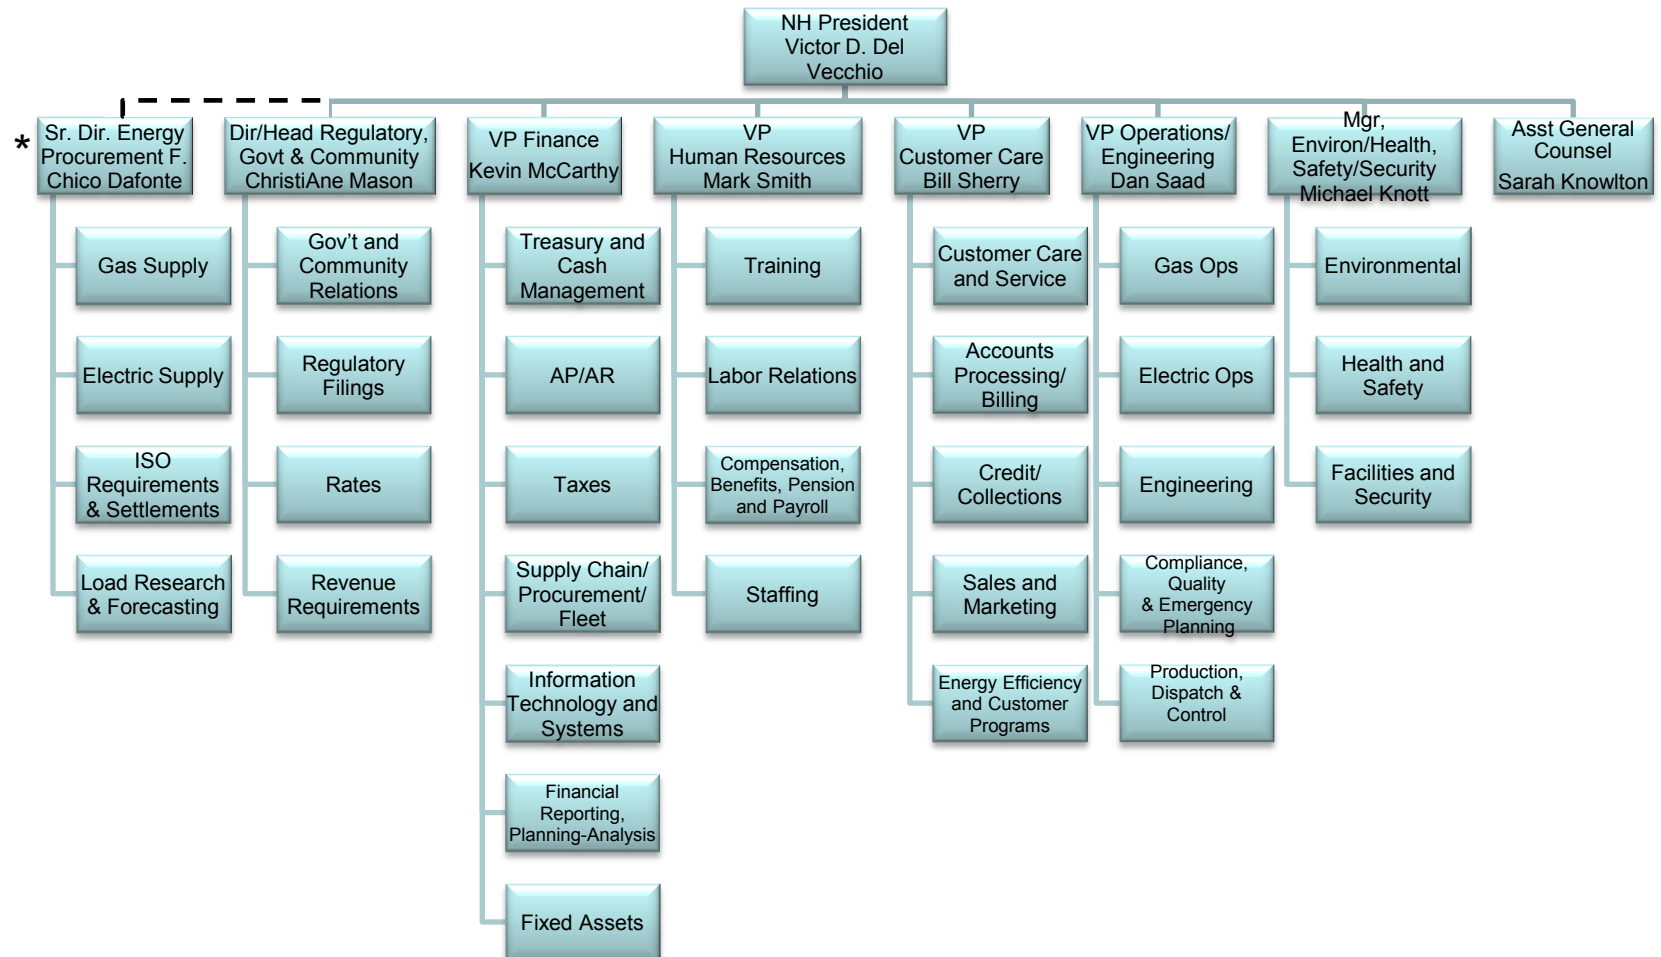 NH President
Victor D. Del
Vecchio
*
Sr. Dir. Energy
Procurement F.
Chico Dafonte
Dir/Head Regulatory,
Govt & Community
ChristiAne Mason
VP Finance
Kevin McCarthy
VP
Human Resources
Mark Smith
VP
Customer Care
Bill Sherry
VP Operations/
Engineering
Dan Saad
Mgr,
Environ/Health,
Safety/Security
Michael Knott
Asst General
Counsel
Sarah Knowlton
Gas Supply
Electric Supply
ISO
Requirements
& Settlements
Load Research
& Forecasting
Gov't and
Community
Relations
Regulatory
Filings
Rates
Revenue
Requirements
Treasury and
Cash
Management
AP/AR
Taxes
Supply Chain/
Procurement/
Fleet
Information
Technology and
Systems
Financial
Reporting,
Planning-Analysis
Fixed Assets
Training
Labor Relations
Compensation,
Benefits, Pension
and Payroll
Staffing
Customer Care
and Service
Accounts
Processing/
Billing
Credit/
Collections
Sales and
Marketing
Energy Efficiency
and Customer
Programs
Gas Ops
Electric Ops
Engineering
Compliance,
Quality
& Emergency
Planning
Production,
Dispatch &
Control
Environmental
Health and
Safety
Facilities and
Security